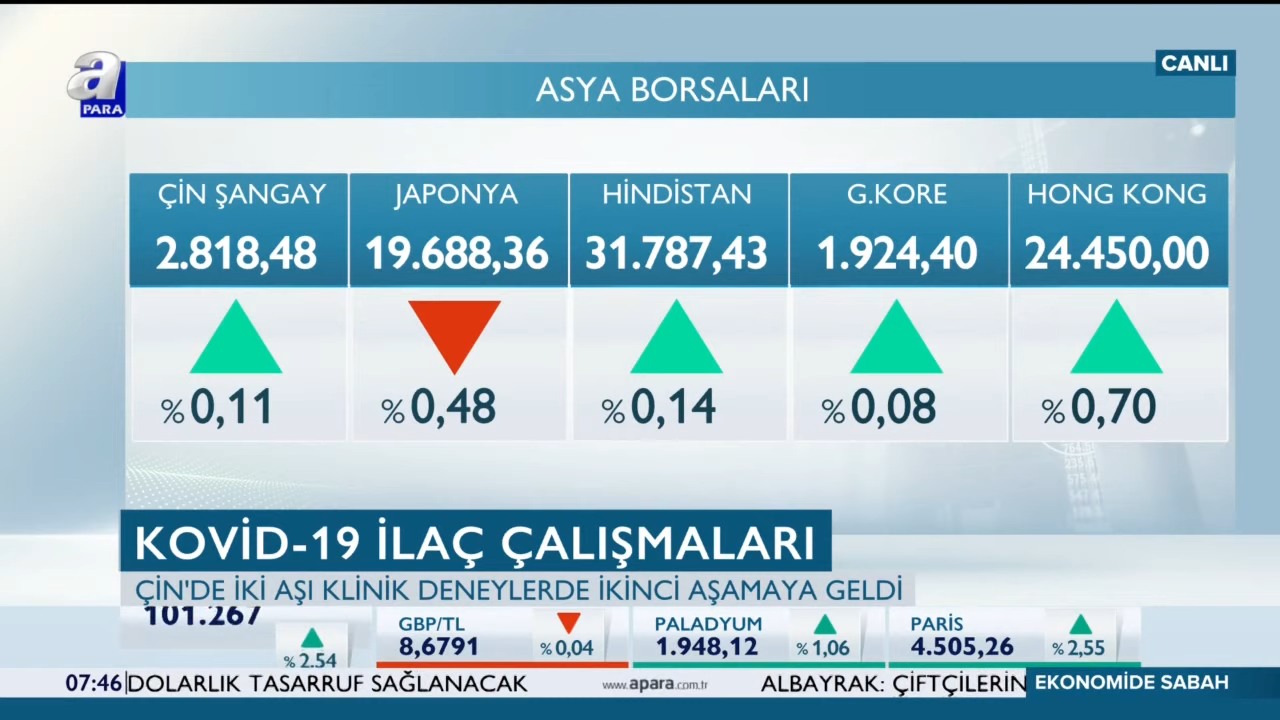 a
PARA
CANLI
ASYA BORSALARI
ÇİN ŞANGAY
2.818,48
% 0,11
JAPONYA
19.688,36
% 0,48
HİNDİSTAN
31.787,43
% 0,14
G.KORE
1.924,40
% 0,08
HONG KONG
24.450,00
% 0,70
KOVİD-19 İLAÇ ÇALIŞMALARI
ÇİN'DE İKİ AŞI KLİNİK DENEYLERDE İKİNCİ AŞAMAYA GELDİ
101.267
% 2,54
GBP/TL
8,6791
% 0,04
PALADYUM
1.948,12
% 1,06
PARİS
4.505,26
% 2,55
07:46
DOLARLIK TASARRUF SAĞLANACAK
www.apara.com.tr
ALBAYRAK: ÇİFTÇİLERİN
EKONOMİDE SABAH